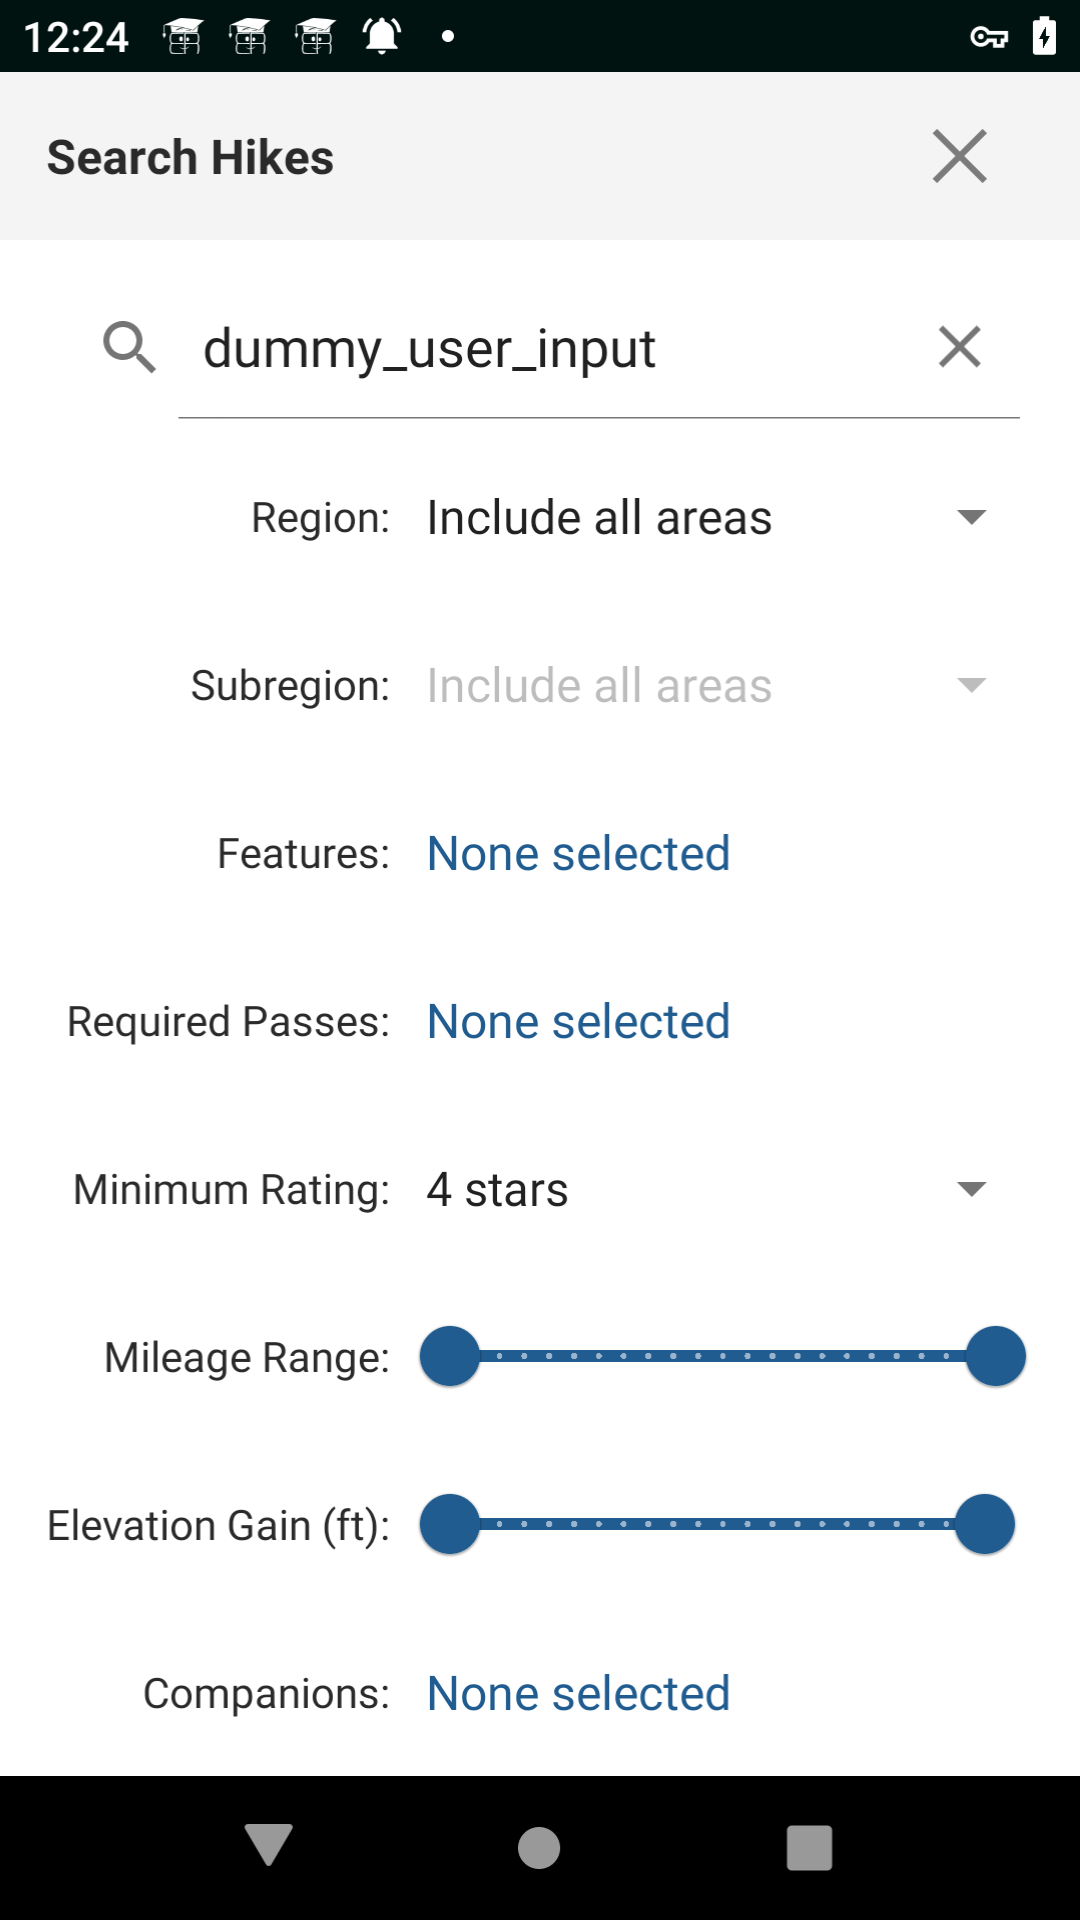 12:24
Search Hikes
dummy_user_input
Region: Include all areas
Subregion: Include all areas
Features: None selected
Required Passes: None selected
Minimum Rating: 4 stars
Mileage Range:
Elevation Gain (ft):
Companions: None selected